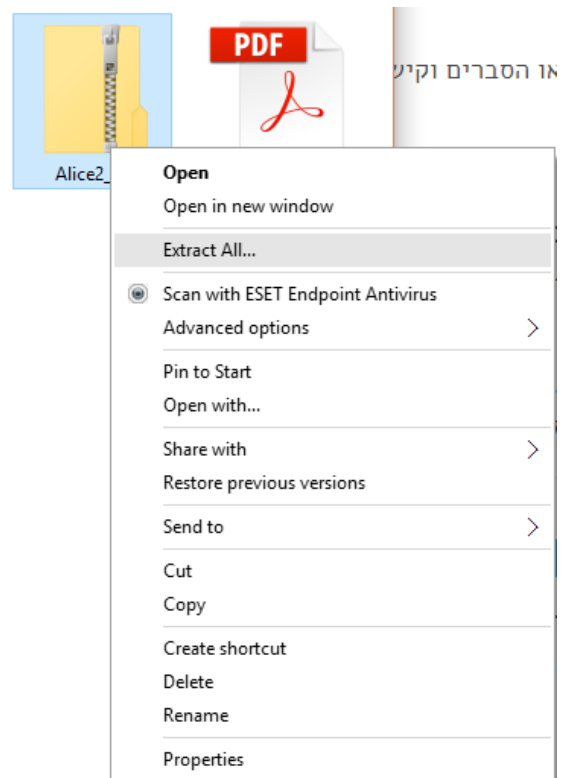 PDF
או הסברים וקיש
Alice2_
Open
Open in new window
Extract All...
Scan with ESET Endpoint Antivirus
Advanced options
Pin to Start
Open with...
Share with
Restore previous versions
Send to
Cut
Copy
Create shortcut
Delete
Rename
Properties